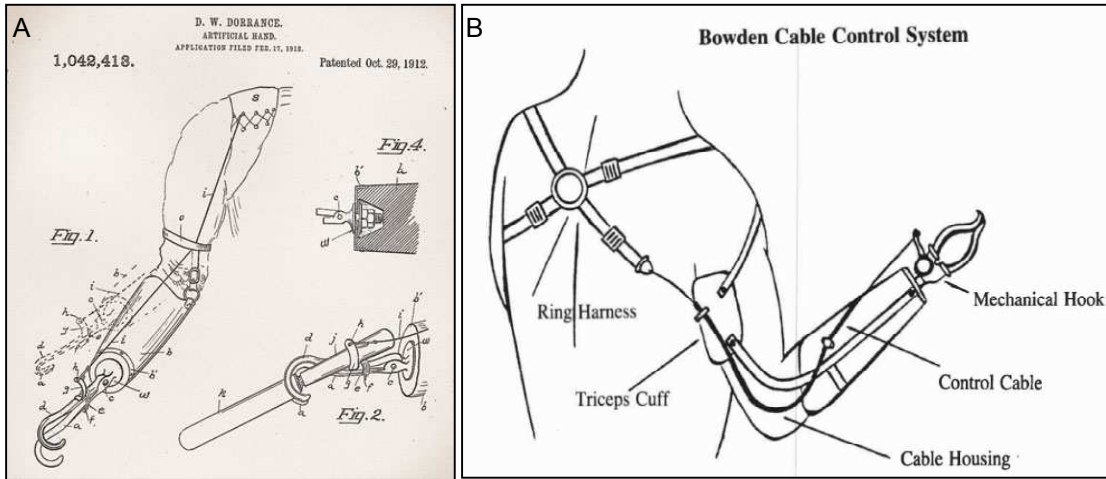 A
D. W. DORRANCE.
ARTIFICIAL HAND.
APPLICATION FILED FEB. 17, 1912.
1,042,413.
Patented Oct. 29, 1912.
s
i
Fig. 4.
b'
h
c
w
Fig. 1.
b
Fig. 2.
B
Bowden Cable Control System
Ring Harness
Triceps Cuff
Mechanical Hook
Control Cable
Cable Housing